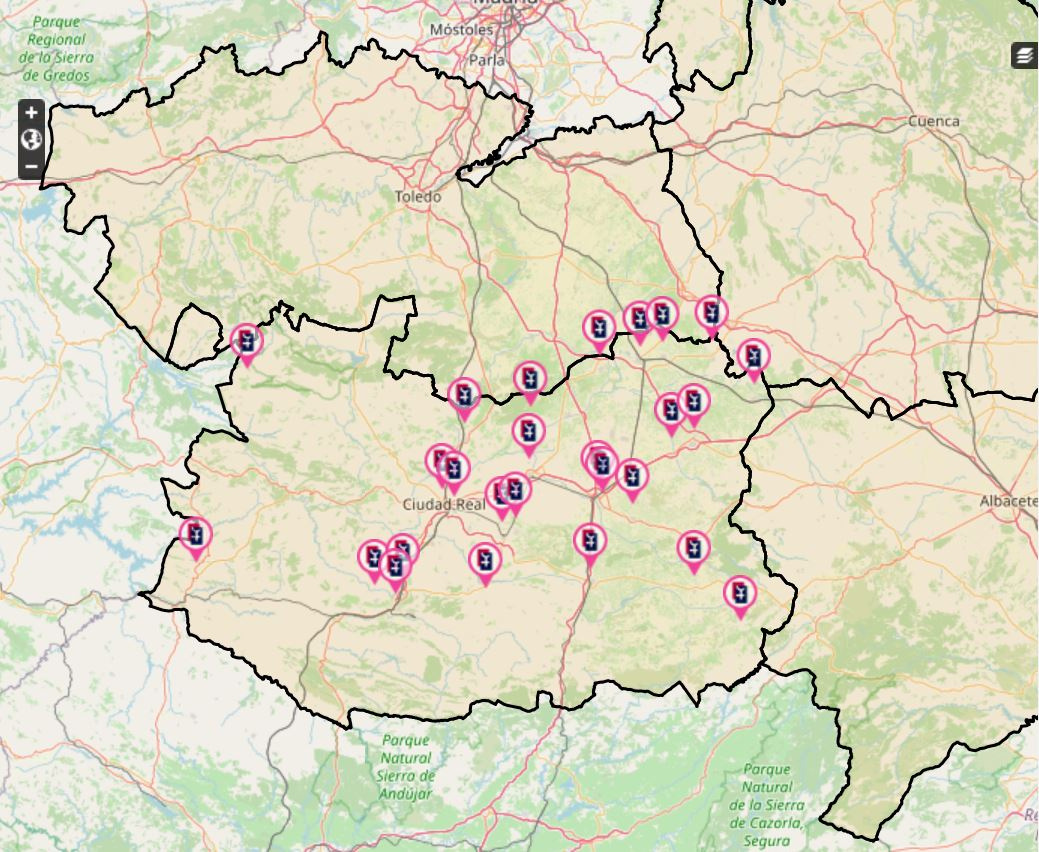 Madrid
Parque
Regional
de la Sierra
de Gredos
Móstoles
Parla
+
−
Cuenca
Toledo
Ciudad Real
Albacete
Parque
Natural
Sierra de
Andújar
Parque
Natural
de la Sierra
de Cazorla,
Segura
Re